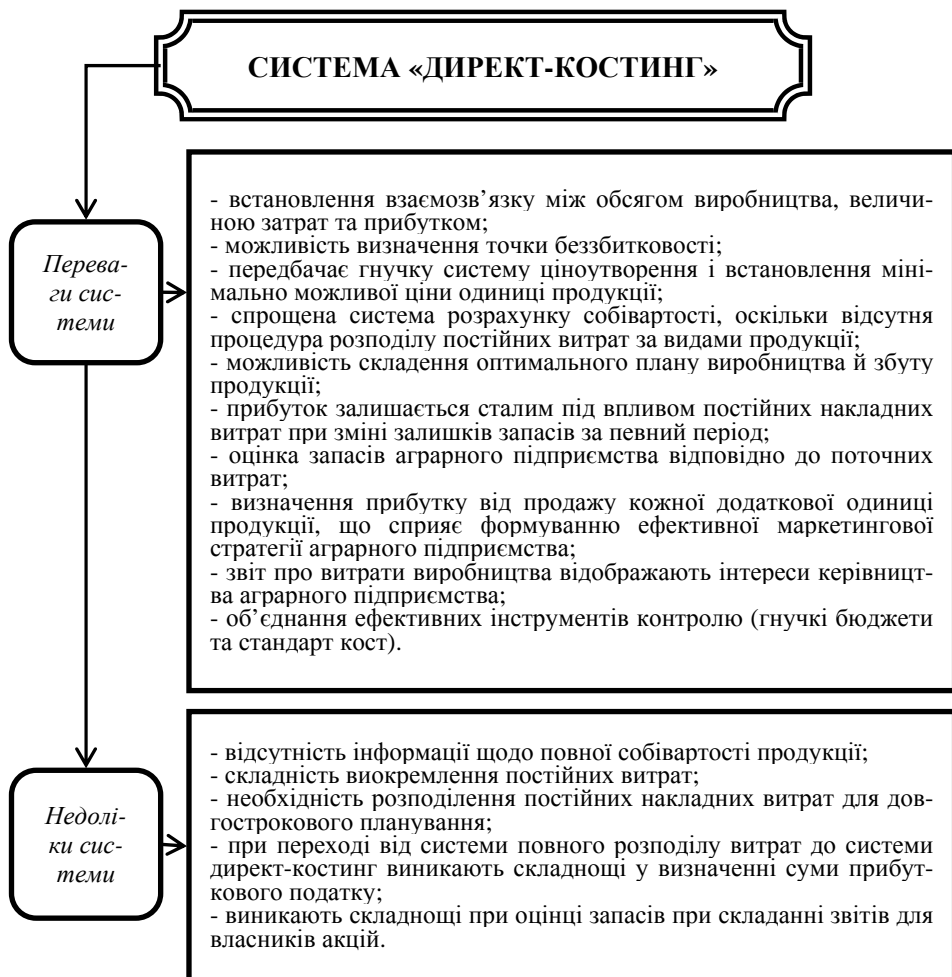 СИСТЕМА «ДИРЕКТ-КОСТИНГ»
Перева-
ги сис-
теми
- встановлення взаємозв’язку між обсягом виробництва, величи-
ною затрат та прибутком;
- можливість визначення точки беззбитковості;
- передбачає гнучку систему ціноутворення і встановлення міні-
мально можливої ціни одиниці продукції;
- спрощена система розрахунку собівартості, оскільки відсутня
процедура розподілу постійних витрат за видами продукції;
- можливість складення оптимального плану виробництва й збуту
продукції;
- прибуток залишається сталим під впливом постійних накладних
витрат при зміні залишків запасів за певний період;
- оцінка запасів аграрного підприємства відповідно до поточних
витрат;
- визначення прибутку від продажу кожної додаткової одиниці
продукції, що сприяє формуванню ефективної маркетингової
стратегії аграрного підприємства;
- звіт про витрати виробництва відображають інтереси керівницт-
ва аграрного підприємства;
- об’єднання ефективних інструментів контролю (гнучкі бюджети
та стандарт кост).
Недолі-
ки сис-
теми
- відсутність інформації щодо повної собівартості продукції;
- складність виокремлення постійних витрат;
- необхідність розподілення постійних накладних витрат для дов-
гострокового планування;
- при переході від системи повного розподілу витрат до системи
директ-костинг виникають складнощі у визначенні суми прибут-
кового податку;
- виникають складнощі при оцінці запасів при складанні звітів для
власників акцій.